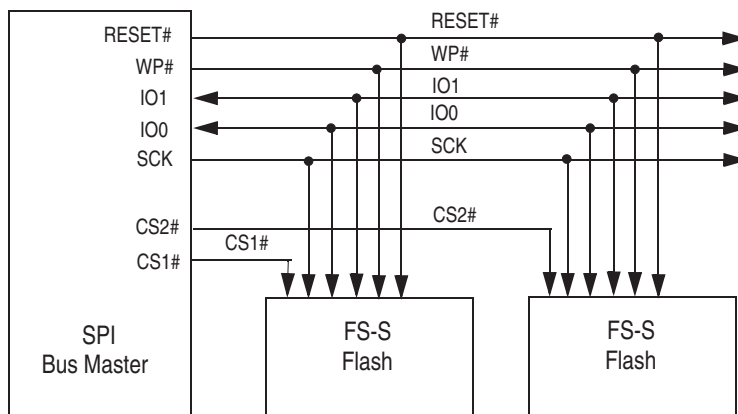 RESET#
RESET#
WP#
WP#
IO1
IO1
IO0
IO0
SCK
SCK
CS2#
CS2#
CS1#
CS1#
SPI
Bus Master
FS-S
Flash
FS-S
Flash